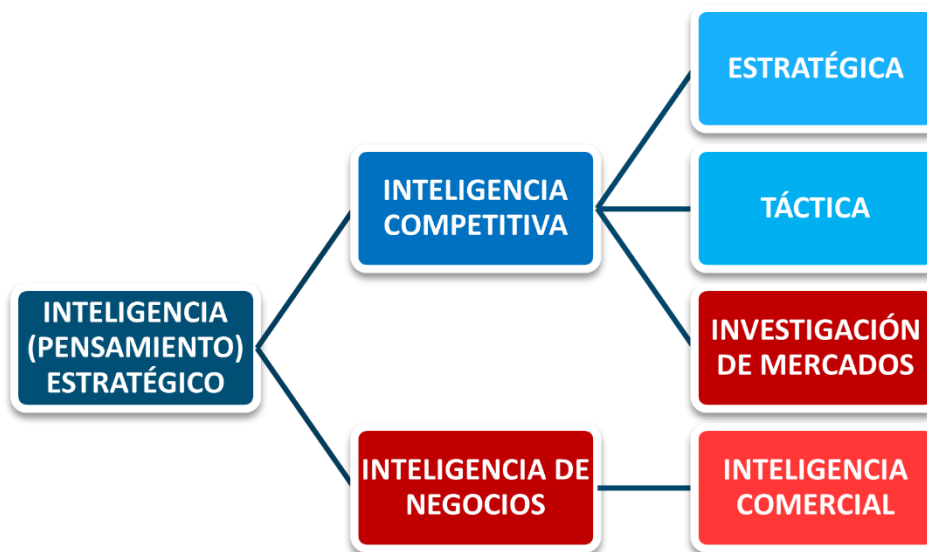 INTELIGENCIA
(PENSAMIENTO)
ESTRATÉGICO
INTELIGENCIA
COMPETITIVA
ESTRATÉGICA
TÁCTICA
INVESTIGACIÓN
DE MERCADOS
INTELIGENCIA DE
NEGOCIOS
INTELIGENCIA
COMERCIAL